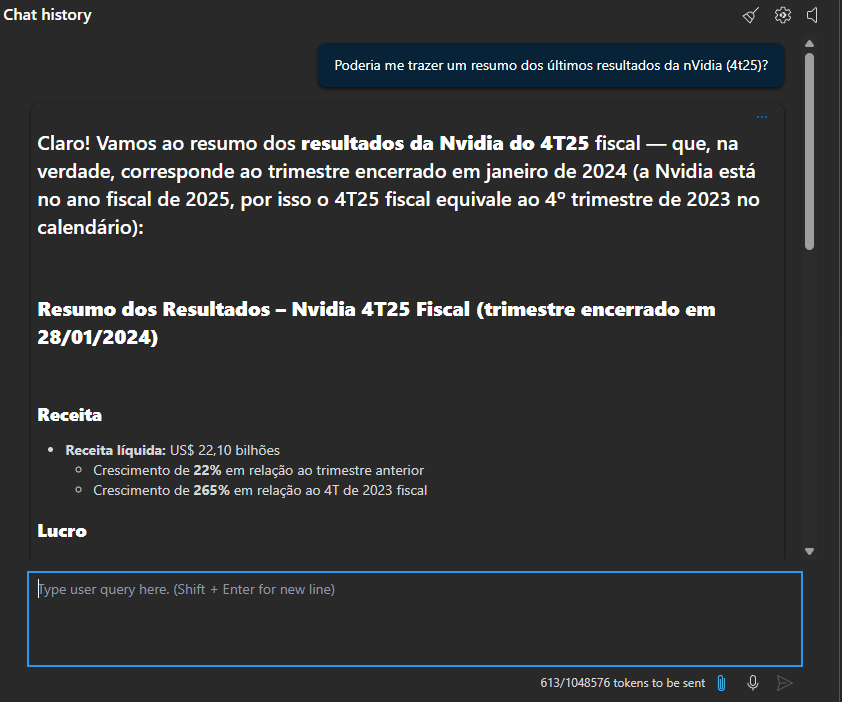 Chat history
Poderia me trazer um resumo dos últimos resultados da nVidia (4t25)?
...
Claro! Vamos ao resumo dos resultados da Nvidia do 4T25 fiscal — que, na
verdade, corresponde ao trimestre encerrado em janeiro de 2024 (a Nvidia está
no ano fiscal de 2025, por isso o 4T25 fiscal equivale ao 4º trimestre de 2023 no
calendário):
Resumo dos Resultados – Nvidia 4T25 Fiscal (trimestre encerrado em
28/01/2024)
Receita
• Receita líquida: US$ 22,10 bilhões
○ Crescimento de 22% em relação ao trimestre anterior
○ Crescimento de 265% em relação ao 4T de 2023 fiscal
Lucro
Type user query here. (Shift + Enter for new line)
613/1048576 tokens to be sent